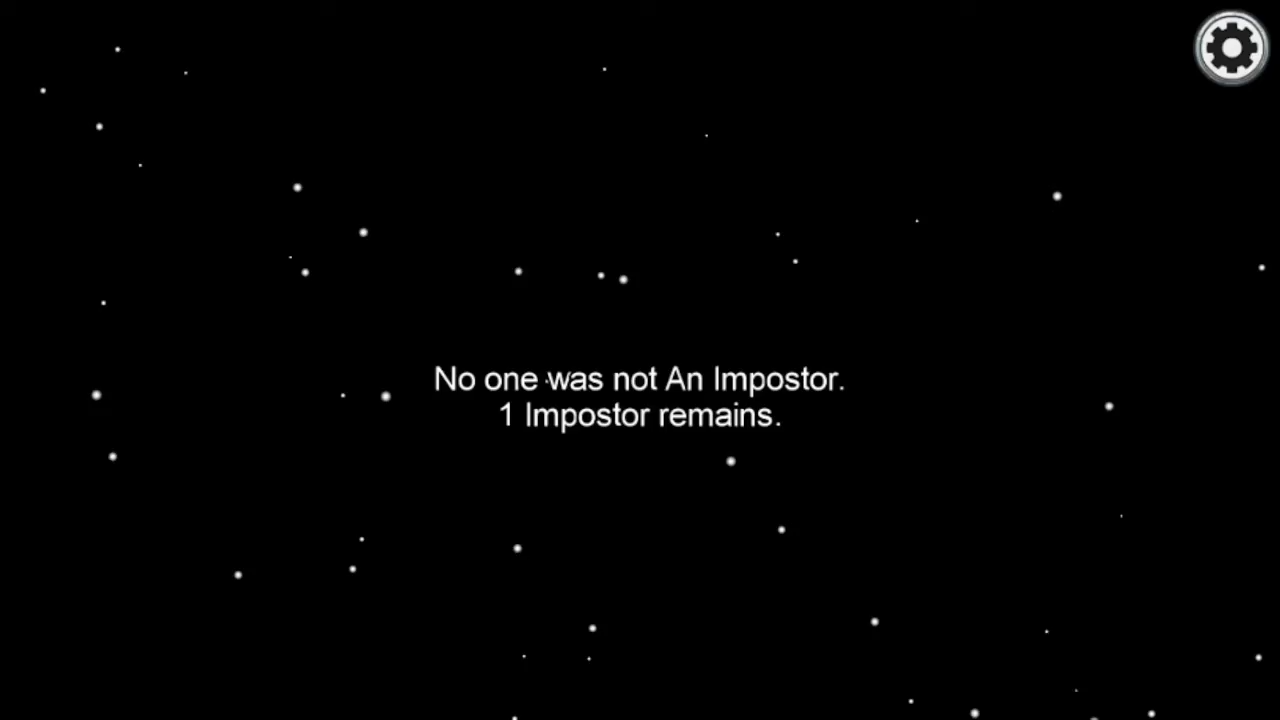 No one was not An Impostor.
1 Impostor remains.